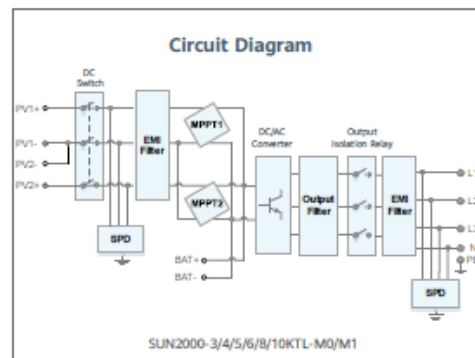 Circuit Diagram
DC
Switch
PV1+
PV1-
PV2-
PV2+
EMI
Filter
MPPT1
MPPT2
SPD
BAT+
BAT-
DC/AC
Converter
Output
Filter
Output
Isolation Relay
EMI
Filter
L1
L2
L3
N
PE
SPD
SUN2000-3/4/5/6/8/10KTL-M0/M1